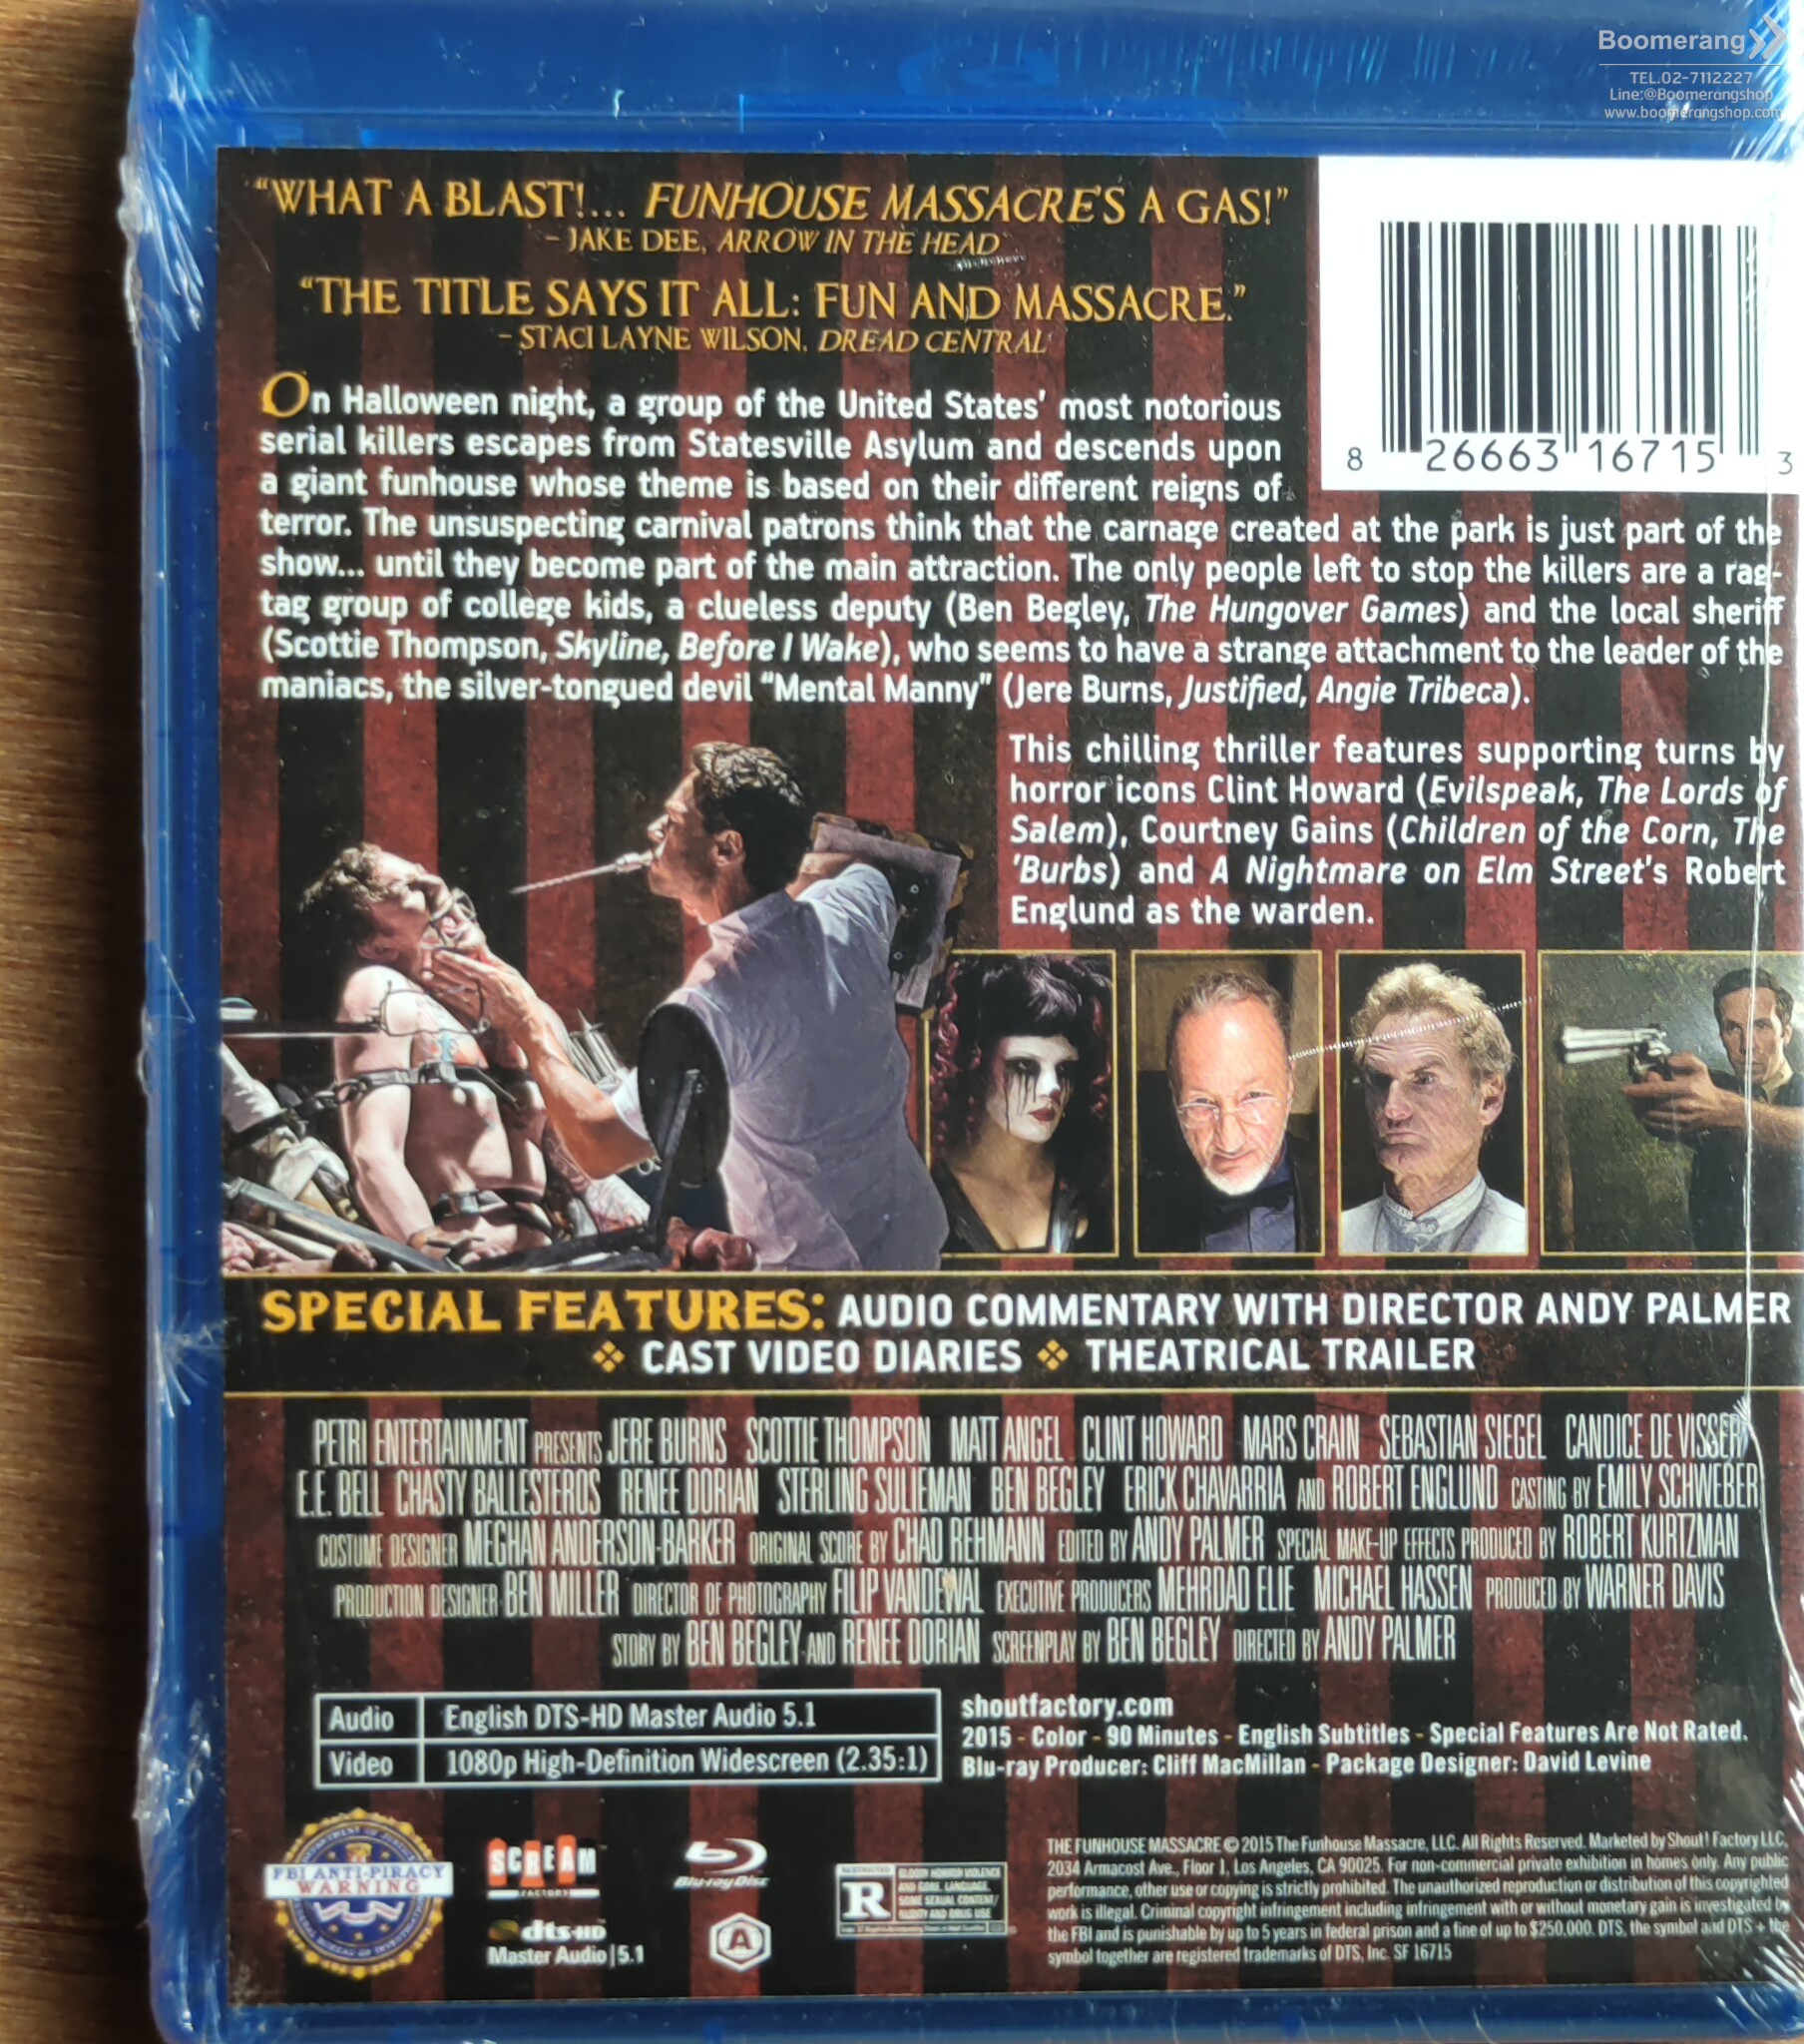 Boomerang
TEL.02-7112227
Line:@Boomerangshop
www.boomerangshop.com
“WHAT A BLAST!... FUNHOUSE MASSACRE'S A GAS!”
– JAKE DEE, ARROW IN THE HEAD
“THE TITLE SAYS IT ALL: FUN AND MASSACRE.”
– STACI LAYNE WILSON, DREAD CENTRAL
8 26663 16715 3
On Halloween night, a group of the United States' most notorious
serial killers escapes from Statesville Asylum and descends upon
a giant funhouse whose theme is based on their different reigns of
terror. The unsuspecting carnival patrons think that the carnage created at the park is just part of the
show... until they become part of the main attraction. The only people left to stop the killers are a rag-
tag group of college kids, a clueless deputy (Ben Begley, The Hungover Games) and the local sheriff
(Scottie Thompson, Skyline, Before I Wake), who seems to have a strange attachment to the leader of the
maniacs, the silver-tongued devil “Mental Manny” (Jere Burns, Justified, Angie Tribeca).
This chilling thriller features supporting turns by
horror icons Clint Howard (Evilspeak, The Lords of
Salem), Courtney Gains (Children of the Corn, The
'Burbs) and A Nightmare on Elm Street's Robert
Englund as the warden.
SPECIAL FEATURES: AUDIO COMMENTARY WITH DIRECTOR ANDY PALMER
❖ CAST VIDEO DIARIES ❖ THEATRICAL TRAILER
PETRI ENTERTAINMENT PRESENTS JERE BURNS SCOTTIE THOMPSON MATT ANGEL CLINT HOWARD MARS CRAIN SEBASTIAN SIEGEL CANDICE DE VISSER
E.E. BELL CHASTY BALLESTEROS RENEE DORIAN STERLING SULIEMAN BEN BEGLEY ERICK CHAVARRIA AND ROBERT ENGLUND CASTING BY EMILY SCHWEBER
COSTUME DESIGNER MEGHAN ANDERSON-BARKER ORIGINAL SCORE BY CHAD REHMANN EDITED BY ANDY PALMER SPECIAL MAKE-UP EFFECTS PRODUCED BY ROBERT KURTZMAN
PRODUCTION DESIGNER BEN MILLER DIRECTOR OF PHOTOGRAPHY FILIP VANDEWAL EXECUTIVE PRODUCERS MEHRDAD ELIE MICHAEL HASSEN PRODUCED BY WARNER DAVIS
STORY BY BEN BEGLEY AND RENEE DORIAN SCREENPLAY BY BEN BEGLEY DIRECTED BY ANDY PALMER
Audio English DTS-HD Master Audio 5.1
Video 1080p High-Definition Widescreen (2.35:1)
shoutfactory.com
2015 - Color - 90 Minutes - English Subtitles - Special Features Are Not Rated.
Blu-ray Producer: Cliff MacMillan - Package Designer: David Levine
FBI ANTI-PIRACY
WARNING
SCREAM
FACTORY
dts-HD
Master Audio | 5.1
Blu-ray Disc
A
RESTRICTED
R
BLOODY HORROR VIOLENCE
AND GORE, LANGUAGE,
SOME SEXUAL CONTENT/
NUDITY AND DRUG USE
THE FUNHOUSE MASSACRE © 2015 The Funhouse Massacre, LLC. All Rights Reserved. Marketed by Shout! Factory LLC,
2034 Armacost Ave., Floor 1, Los Angeles, CA 90025. For non-commercial private exhibition in homes only. Any public
performance, other use or copying is strictly prohibited. The unauthorized reproduction or distribution of this copyrighted
work is illegal. Criminal copyright infringement including infringement with or without monetary gain is investigated by
the FBI and is punishable by up to 5 years in federal prison and a fine of up to $250,000. DTS, the symbol and DTS + the
symbol together are registered trademarks of DTS, Inc. SF 16715